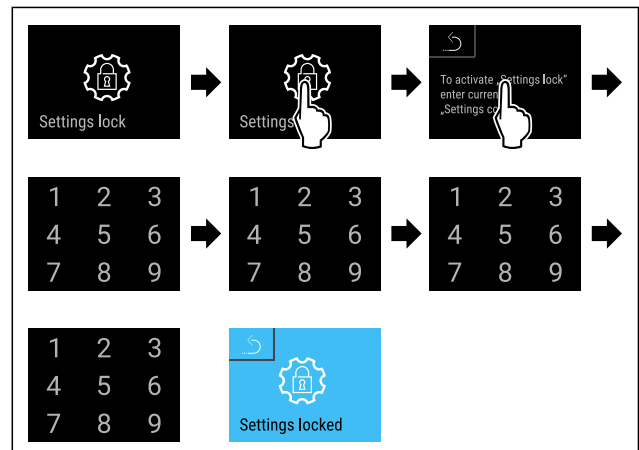 Settings lock
Settings
To activate „Settings lock"
enter curren
„Settings co
1 2 3
4 5 6
7 8 9
1 2 3
4 5 6
7 8 9
1 2 3
4 5 6
7 8 9
1 2 3
4 5 6
7 8 9
Settings locked